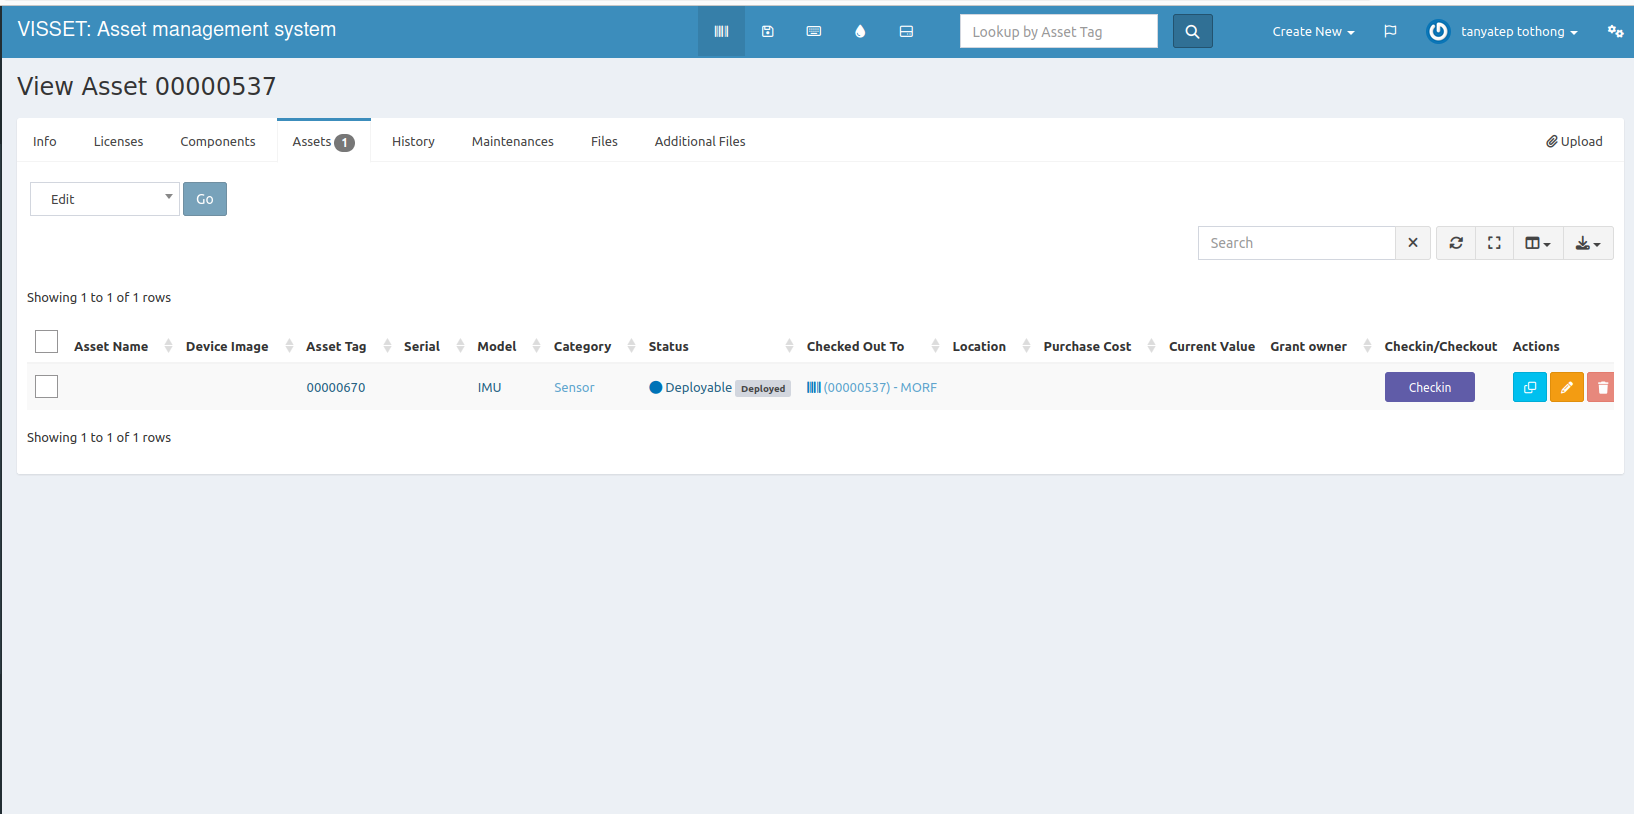 VISSET: Asset management system
Lookup by Asset Tag
Create New
tanyatep tothong
View Asset 00000537
Info
Licenses
Components
Assets 1
History
Maintenances
Files
Additional Files
Upload
Edit
Go
Search
Showing 1 to 1 of 1 rows
Asset Name Device Image Asset Tag Serial Model Category Status Checked Out To Location Purchase Cost Current Value Grant owner Checkin/Checkout Actions
00000670 IMU Sensor Deployable Deployed (00000537) - MORF Checkin
Showing 1 to 1 of 1 rows